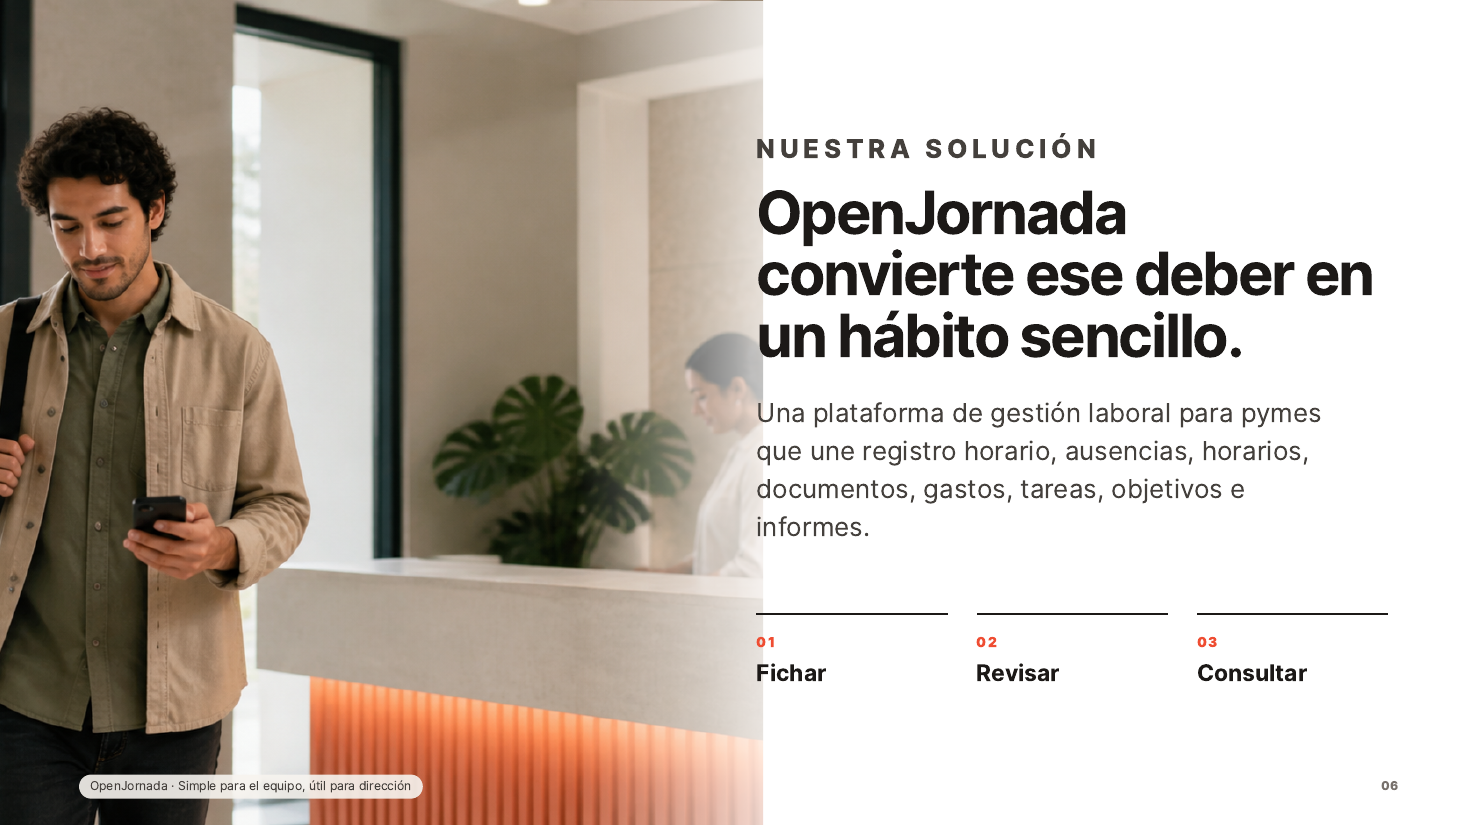 NUESTRA SOLUCIÓN
OpenJornada
convierte ese deber en
un hábito sencillo.
Una plataforma de gestión laboral para pymes
que une registro horario, ausencias, horarios,
documentos, gastos, tareas, objetivos e
informes.
01
Fichar
02
Revisar
03
Consultar
OpenJornada · Simple para el equipo, útil para dirección
06